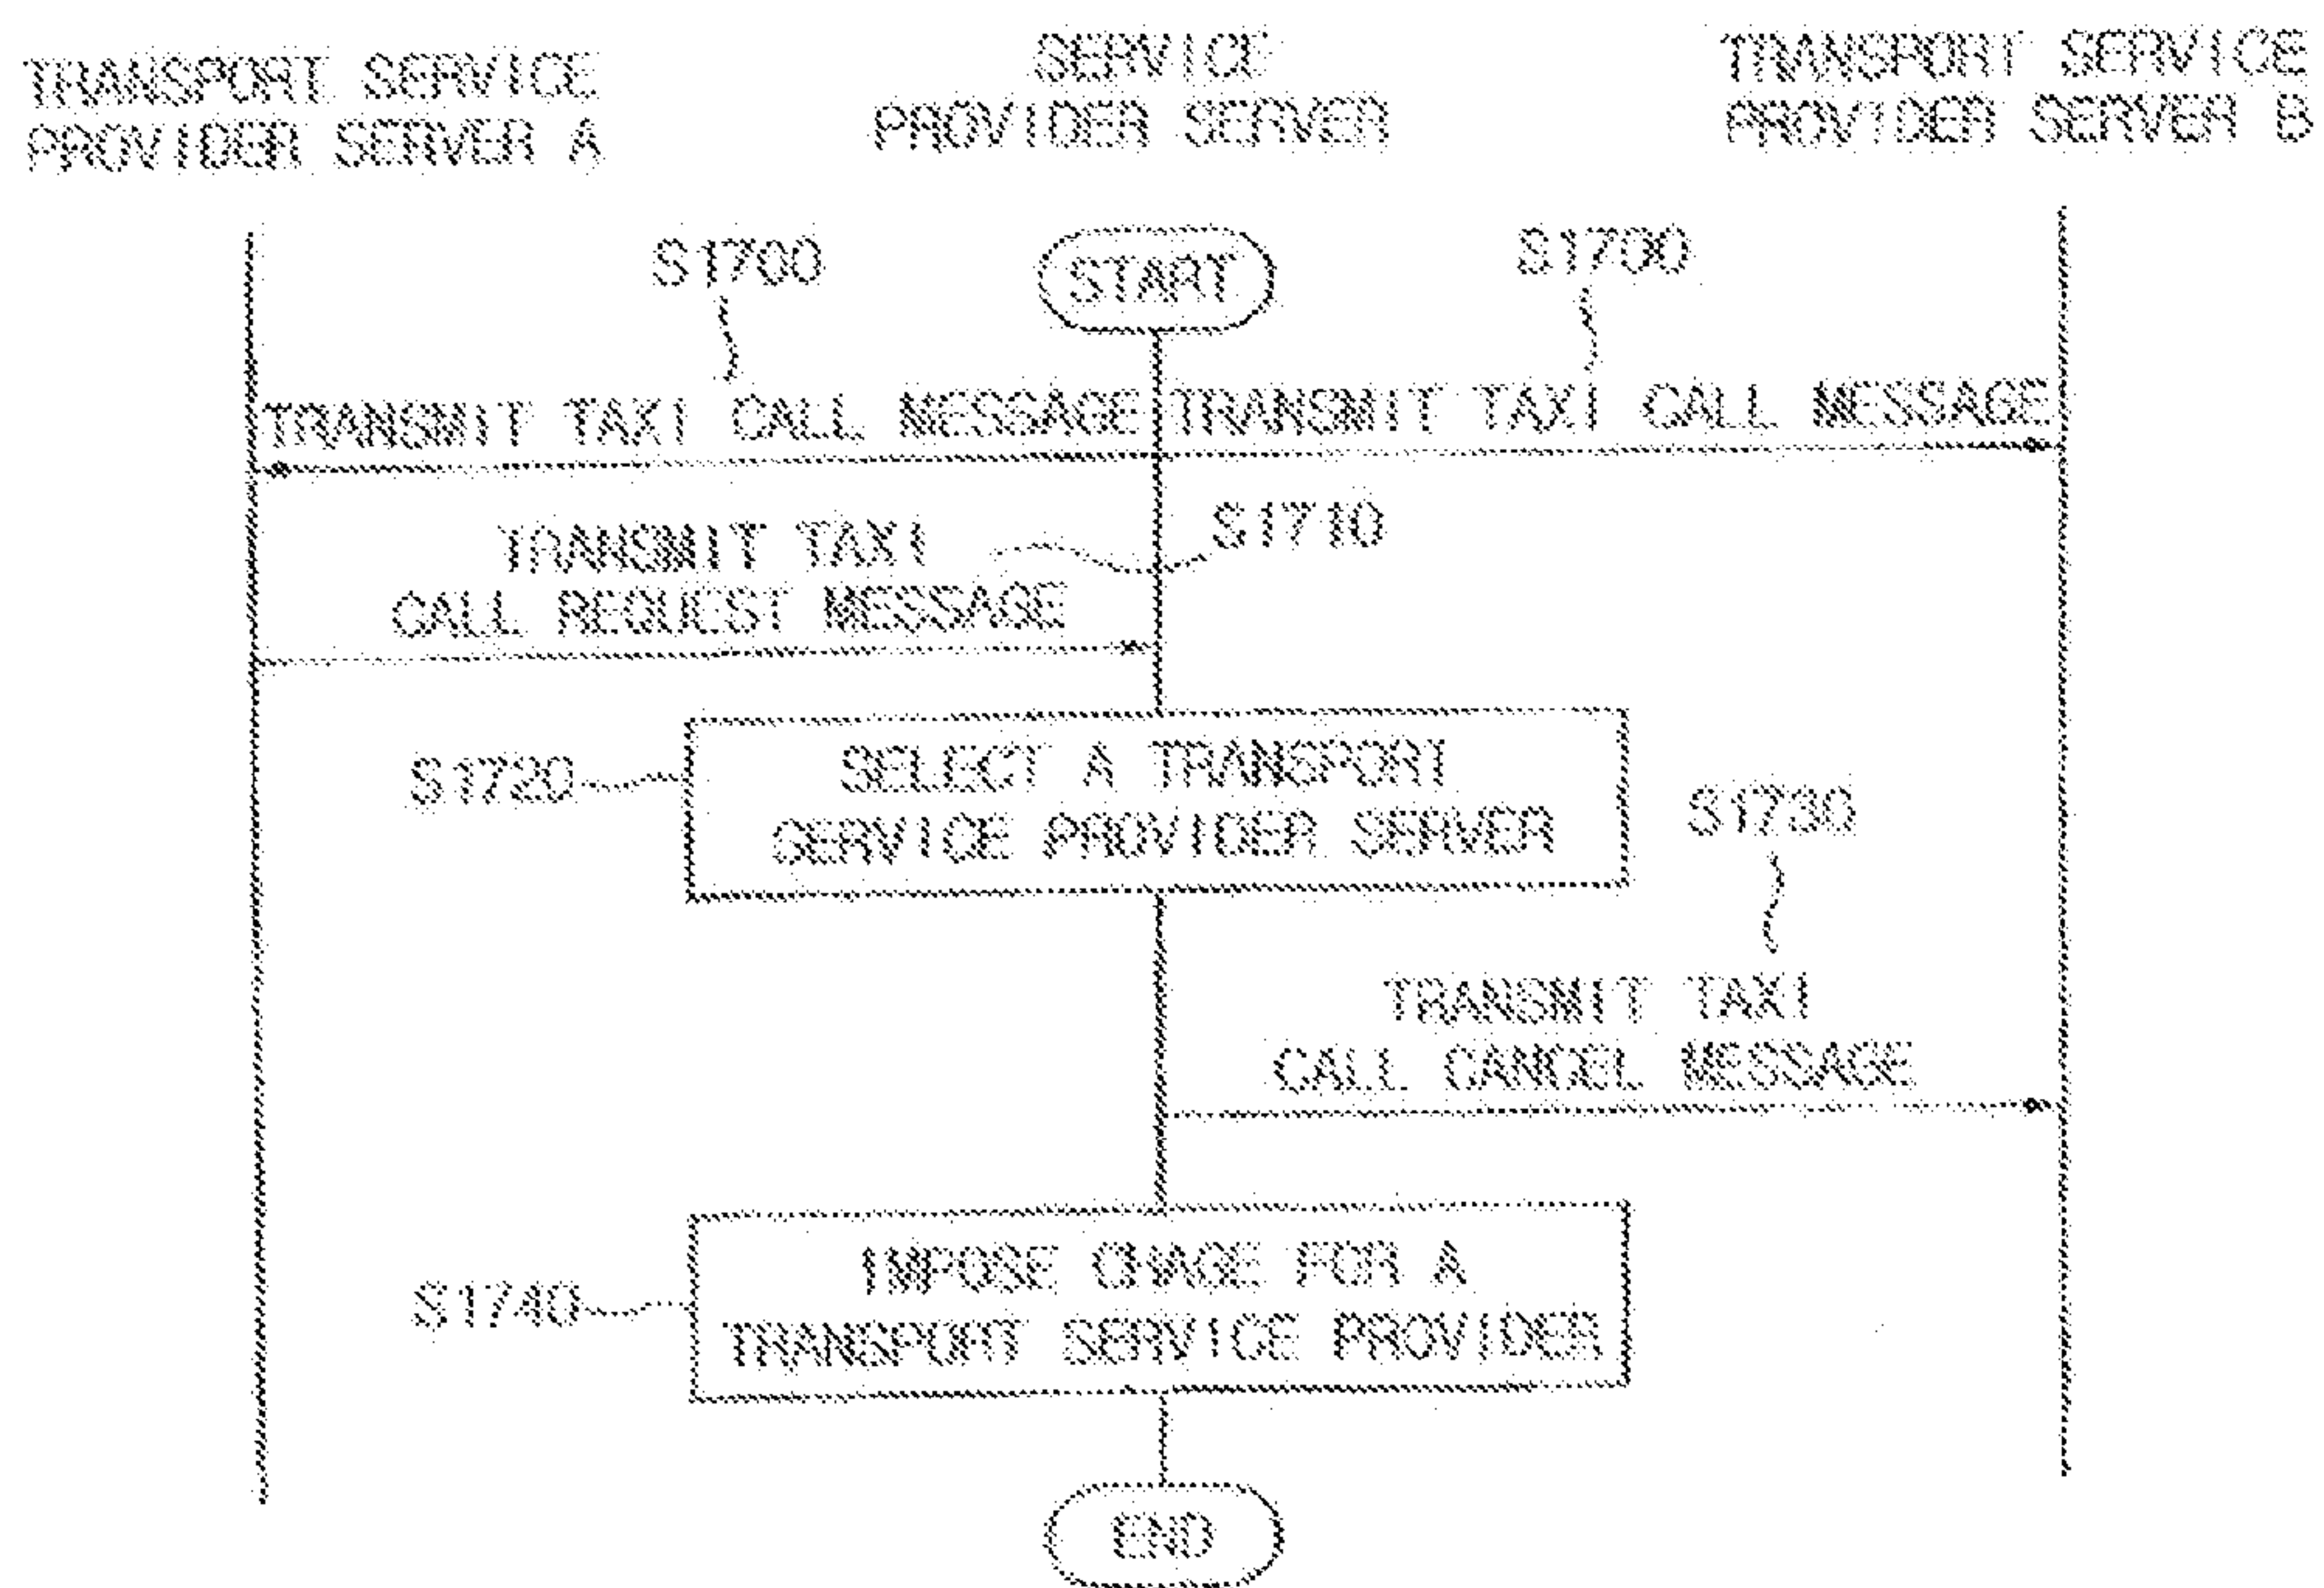 TRANSPORT SERVICE
PROVIDER SERVER A
SERVICE
PROVIDER SERVER
TRANSPORT SERVICE
PROVIDER SERVER B
S1700
START
S1700
TRANSMIT TAXI CALL MESSAGE
TRANSMIT TAXI CALL MESSAGE
TRANSMIT TAXI
CALL REQUEST MESSAGE
S1710
S1720
SELECT A TRANSPORT
SERVICE PROVIDER SERVER
S1730
TRANSMIT TAXI
CALL CANCEL MESSAGE
S1740
IMPOSE CHAGE FOR A
TRANSPORT SERVICE PROVIDER
END